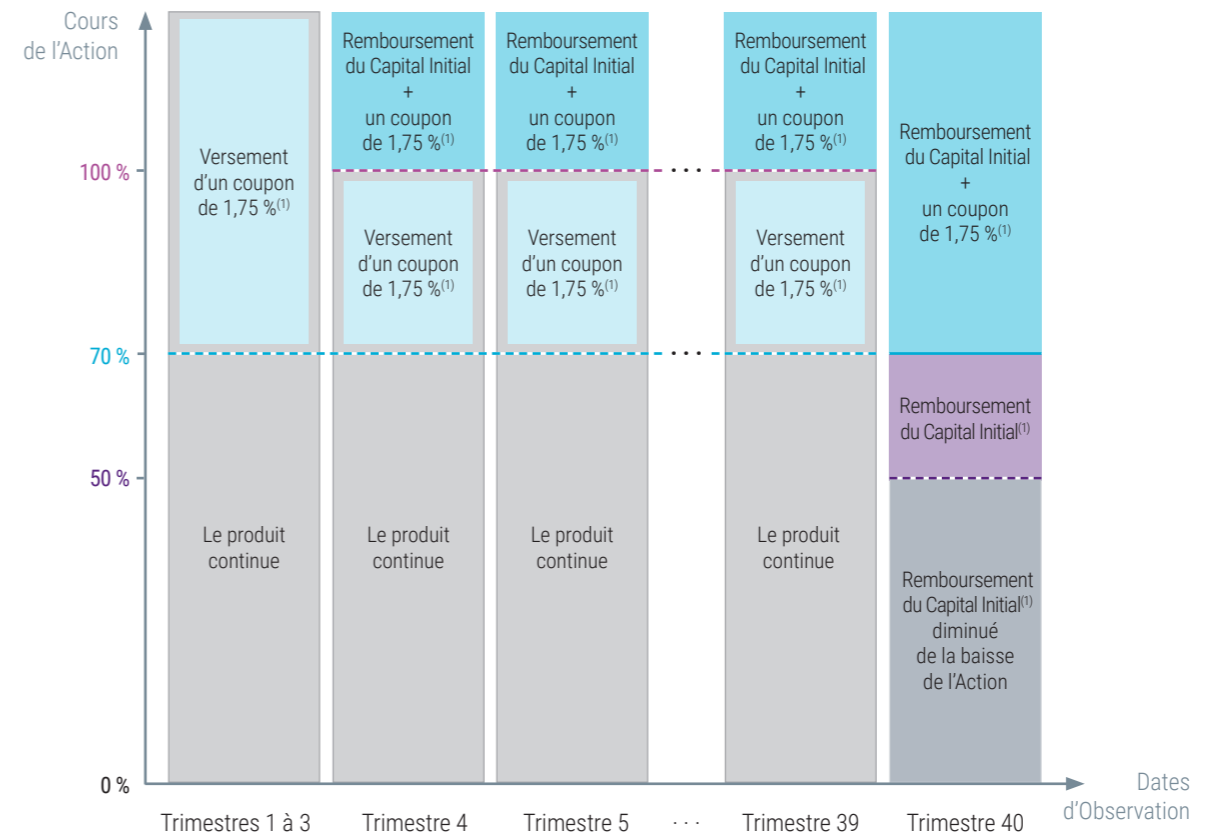 Cours
de l’Action
100 %
70 %
50 %
0 %
Versement
d’un coupon
de 1,75 %(1)
Le produit
continue
Trimestres 1 à 3
Remboursement
du Capital Initial
+
un coupon
de 1,75 %(1)
Versement
d’un coupon
de 1,75 %(1)
Le produit
continue
Trimestre 4
Remboursement
du Capital Initial
+
un coupon
de 1,75 %(1)
Versement
d’un coupon
de 1,75 %(1)
Le produit
continue
Trimestre 5
...
...
...
Remboursement
du Capital Initial
+
un coupon
de 1,75 %(1)
Versement
d’un coupon
de 1,75 %(1)
Le produit
continue
Trimestre 39
Remboursement
du Capital Initial
+
un coupon
de 1,75 %(1)
Remboursement
du Capital Initial(1)
Remboursement
du Capital Initial(1)
diminué
de la baisse
de l’Action
Trimestre 40
Dates
d’Observation